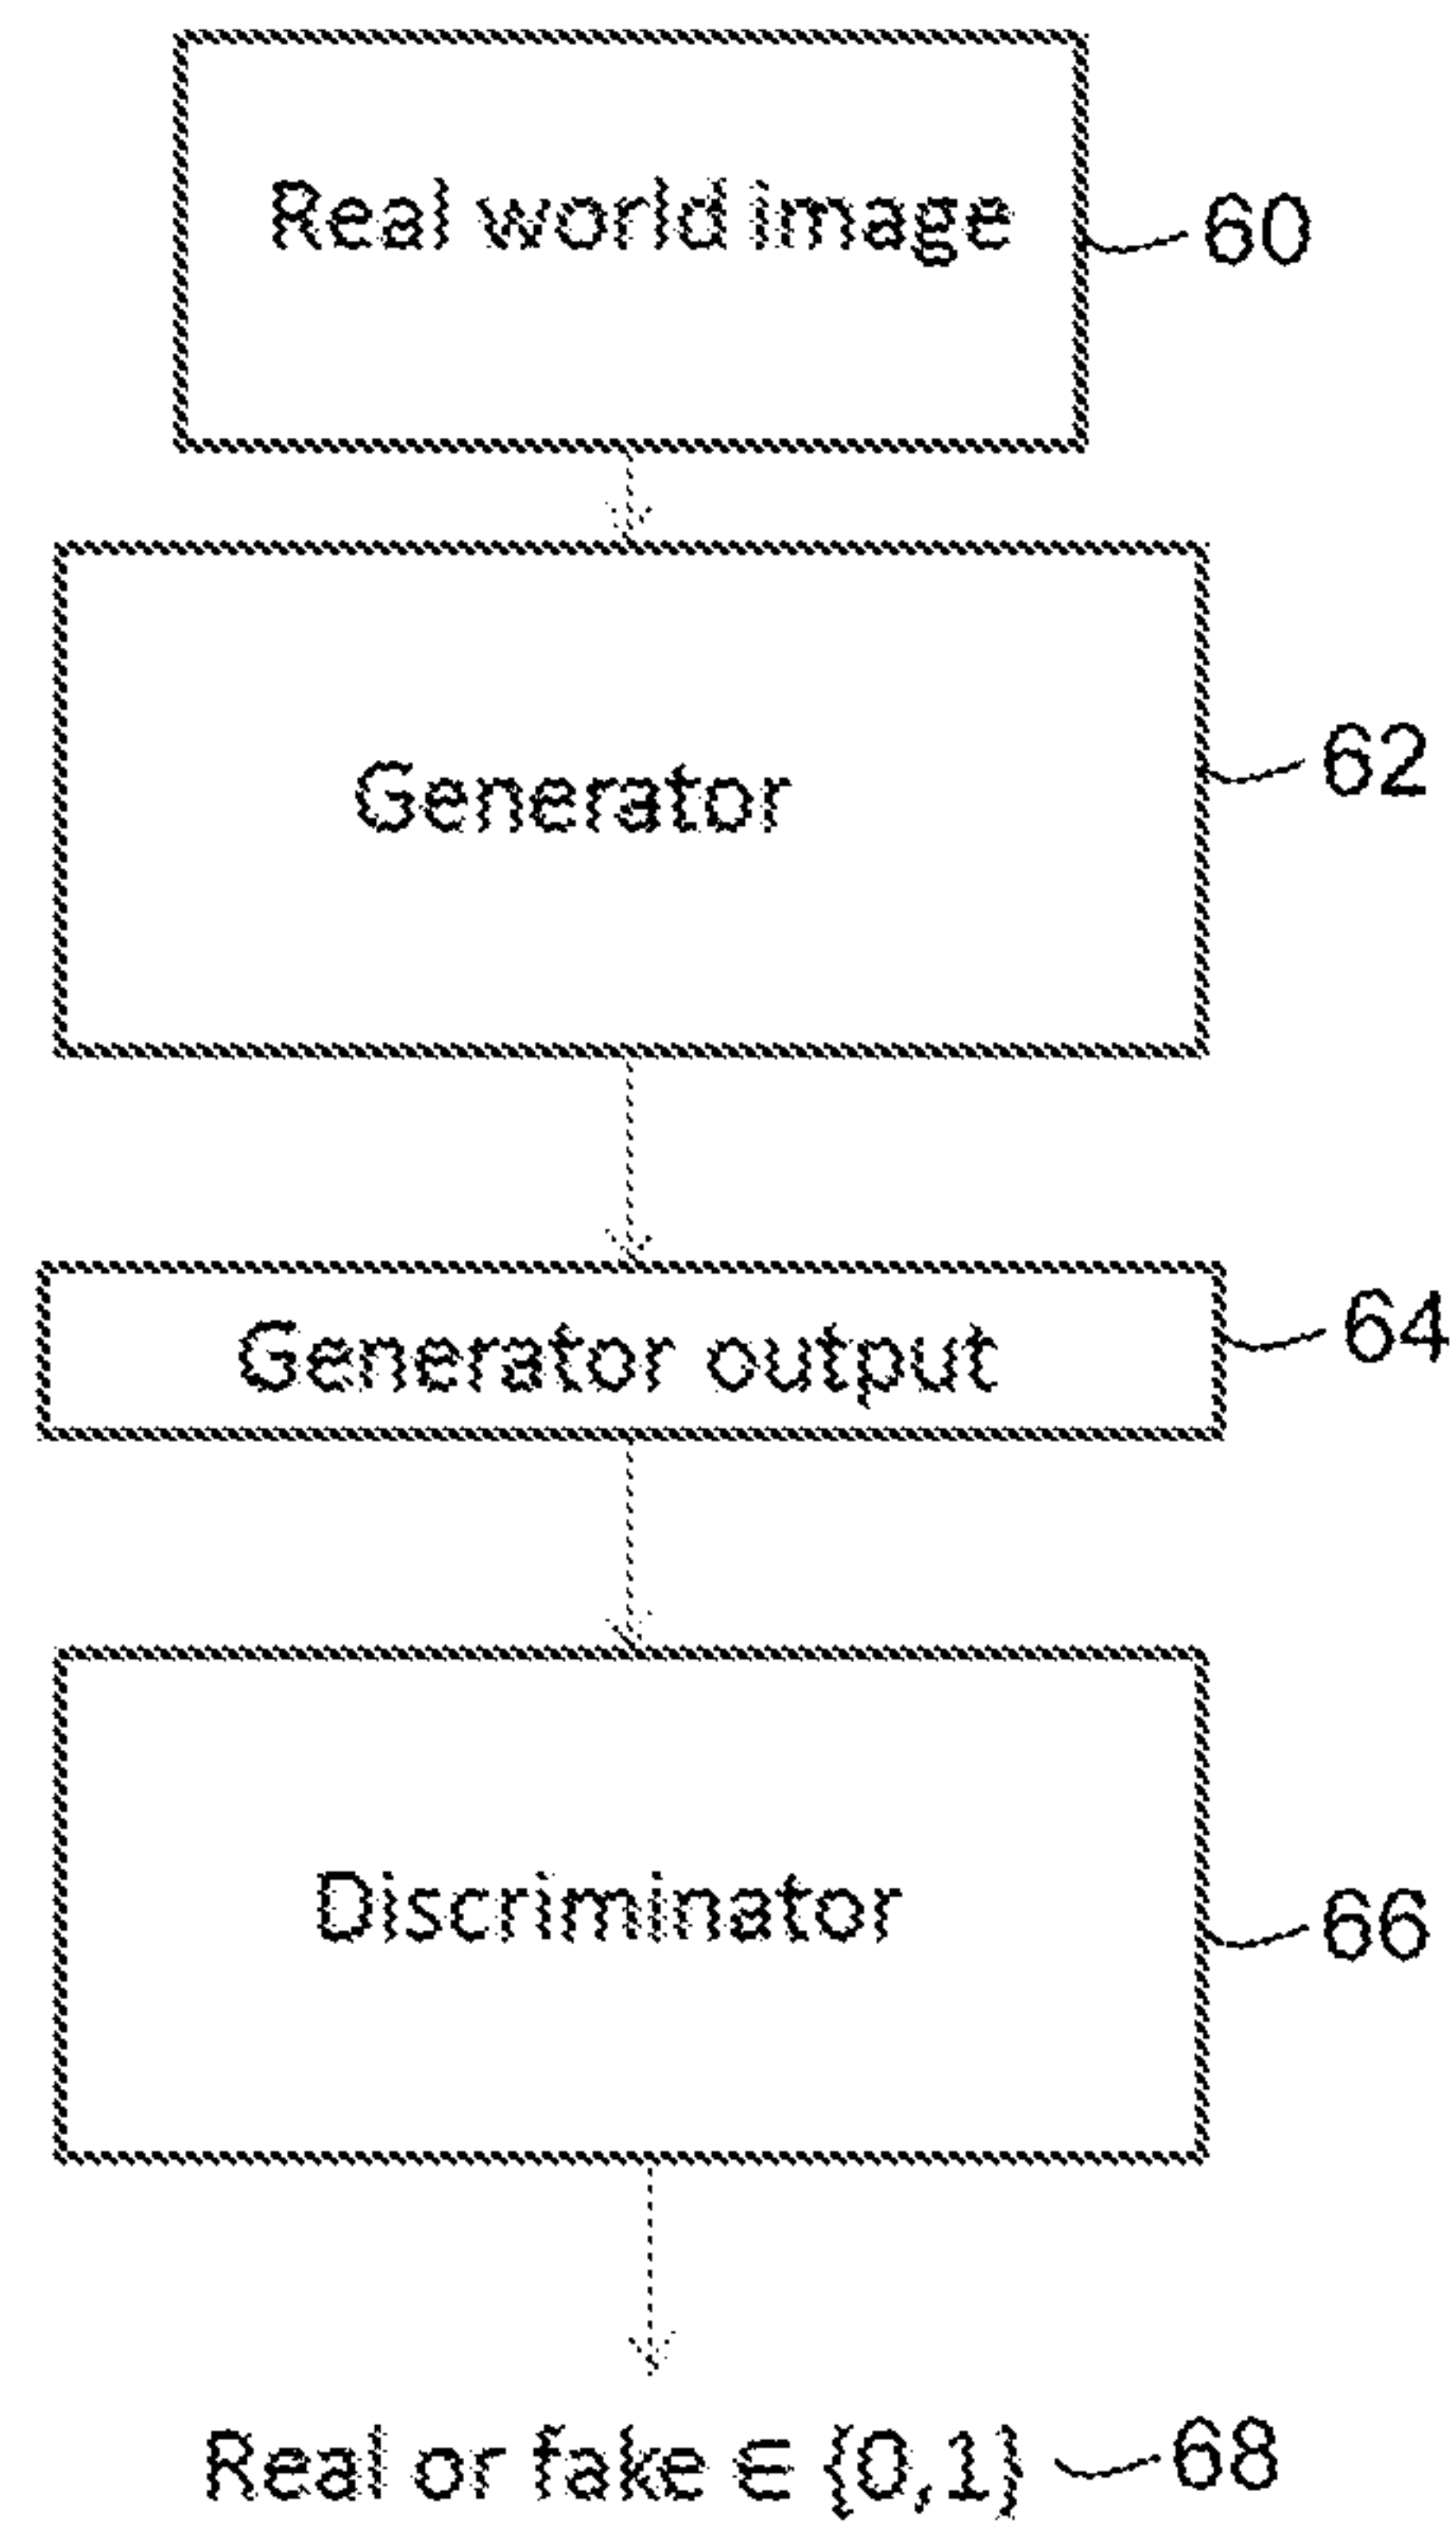 Real world image
60
Generator
62
Generator output
64
Discriminator
66
Real or fake ∈ {0,1}
68